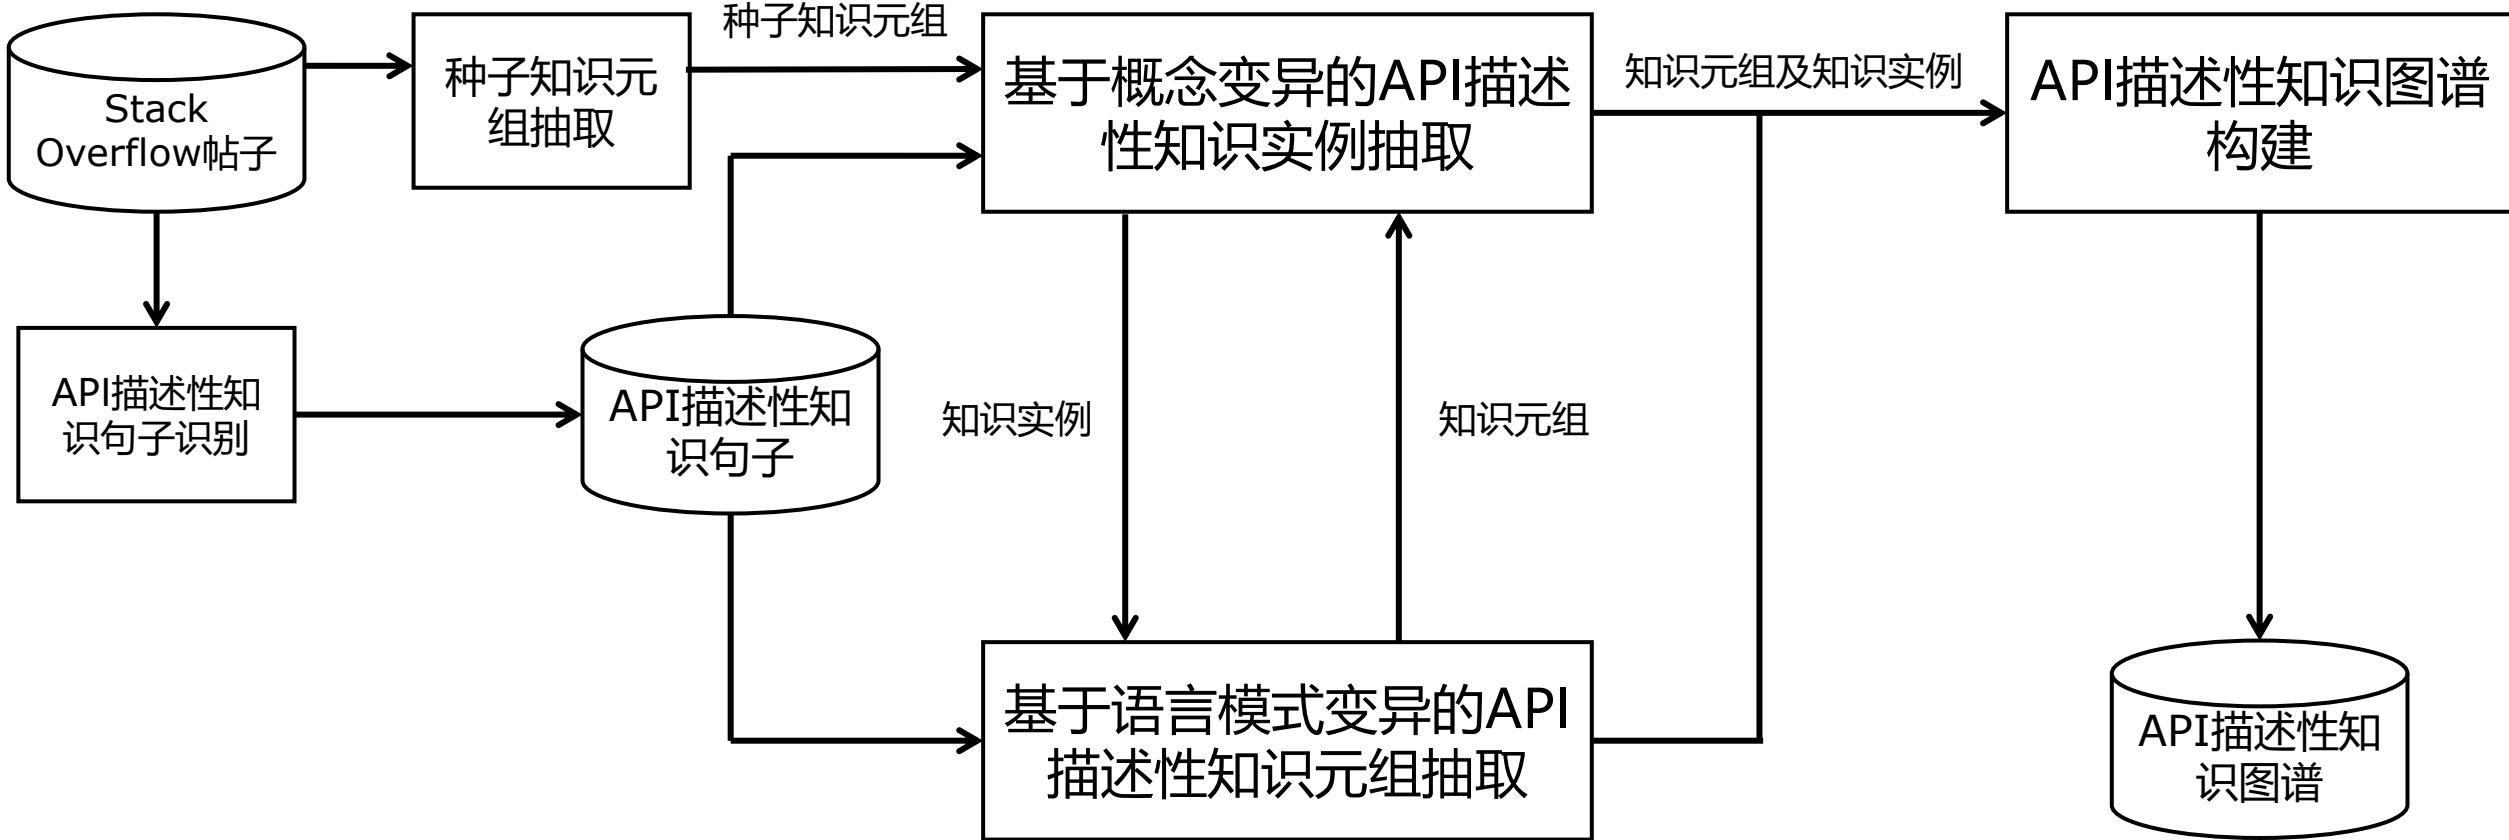 种子知识元组
Stack
Overflow帖子
种子知识元
组抽取
基于概念变异的API描述
性知识实例抽取
知识元组及知识实例
API描述性知识图谱
构建
API描述性知
识句子识别
API描述性知
识句子
知识实例
知识元组
基于语言模式变异的API
描述性知识元组抽取
API描述性知
识图谱